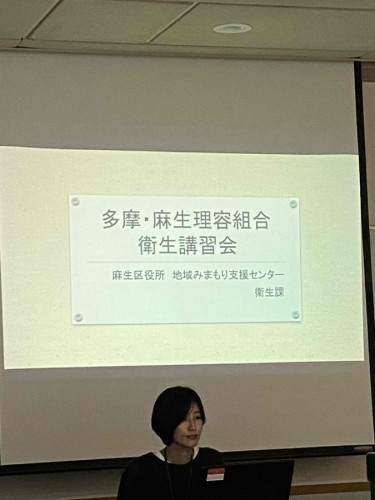 多摩・麻生理容組合
衛生講習会
麻生区役所 地域みまもり支援センター
衛生課